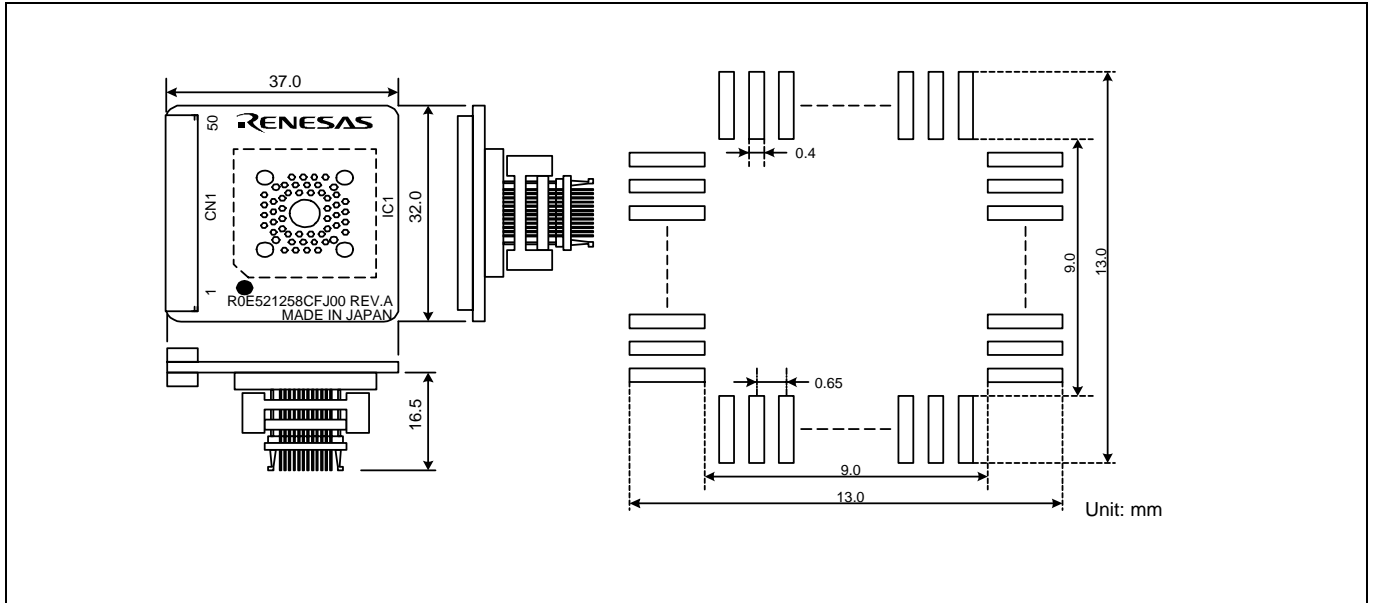 37.0
50
RENESAS
CN1
IC1
32.0
1
R0E521258CFJ00 REV.A
MADE IN JAPAN
16.5
0.4
9.0
13.0
0.65
9.0
13.0
Unit: mm